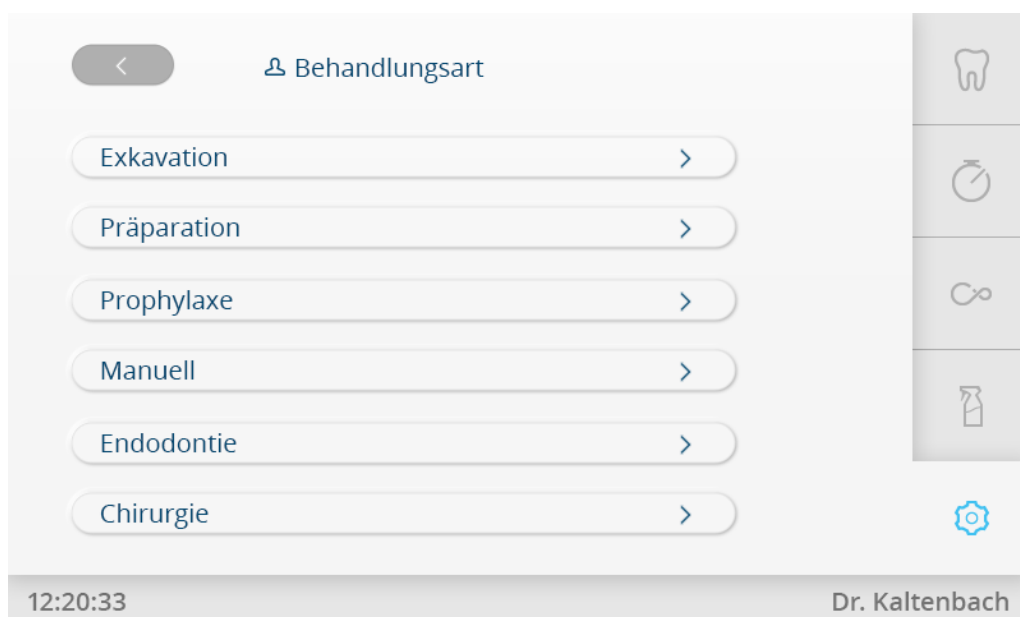 Behandlungsart
Exkavation
Präparation
Prophylaxe
Manuell
Endodontie
Chirurgie
12:20:33
Dr. Kaltenbach